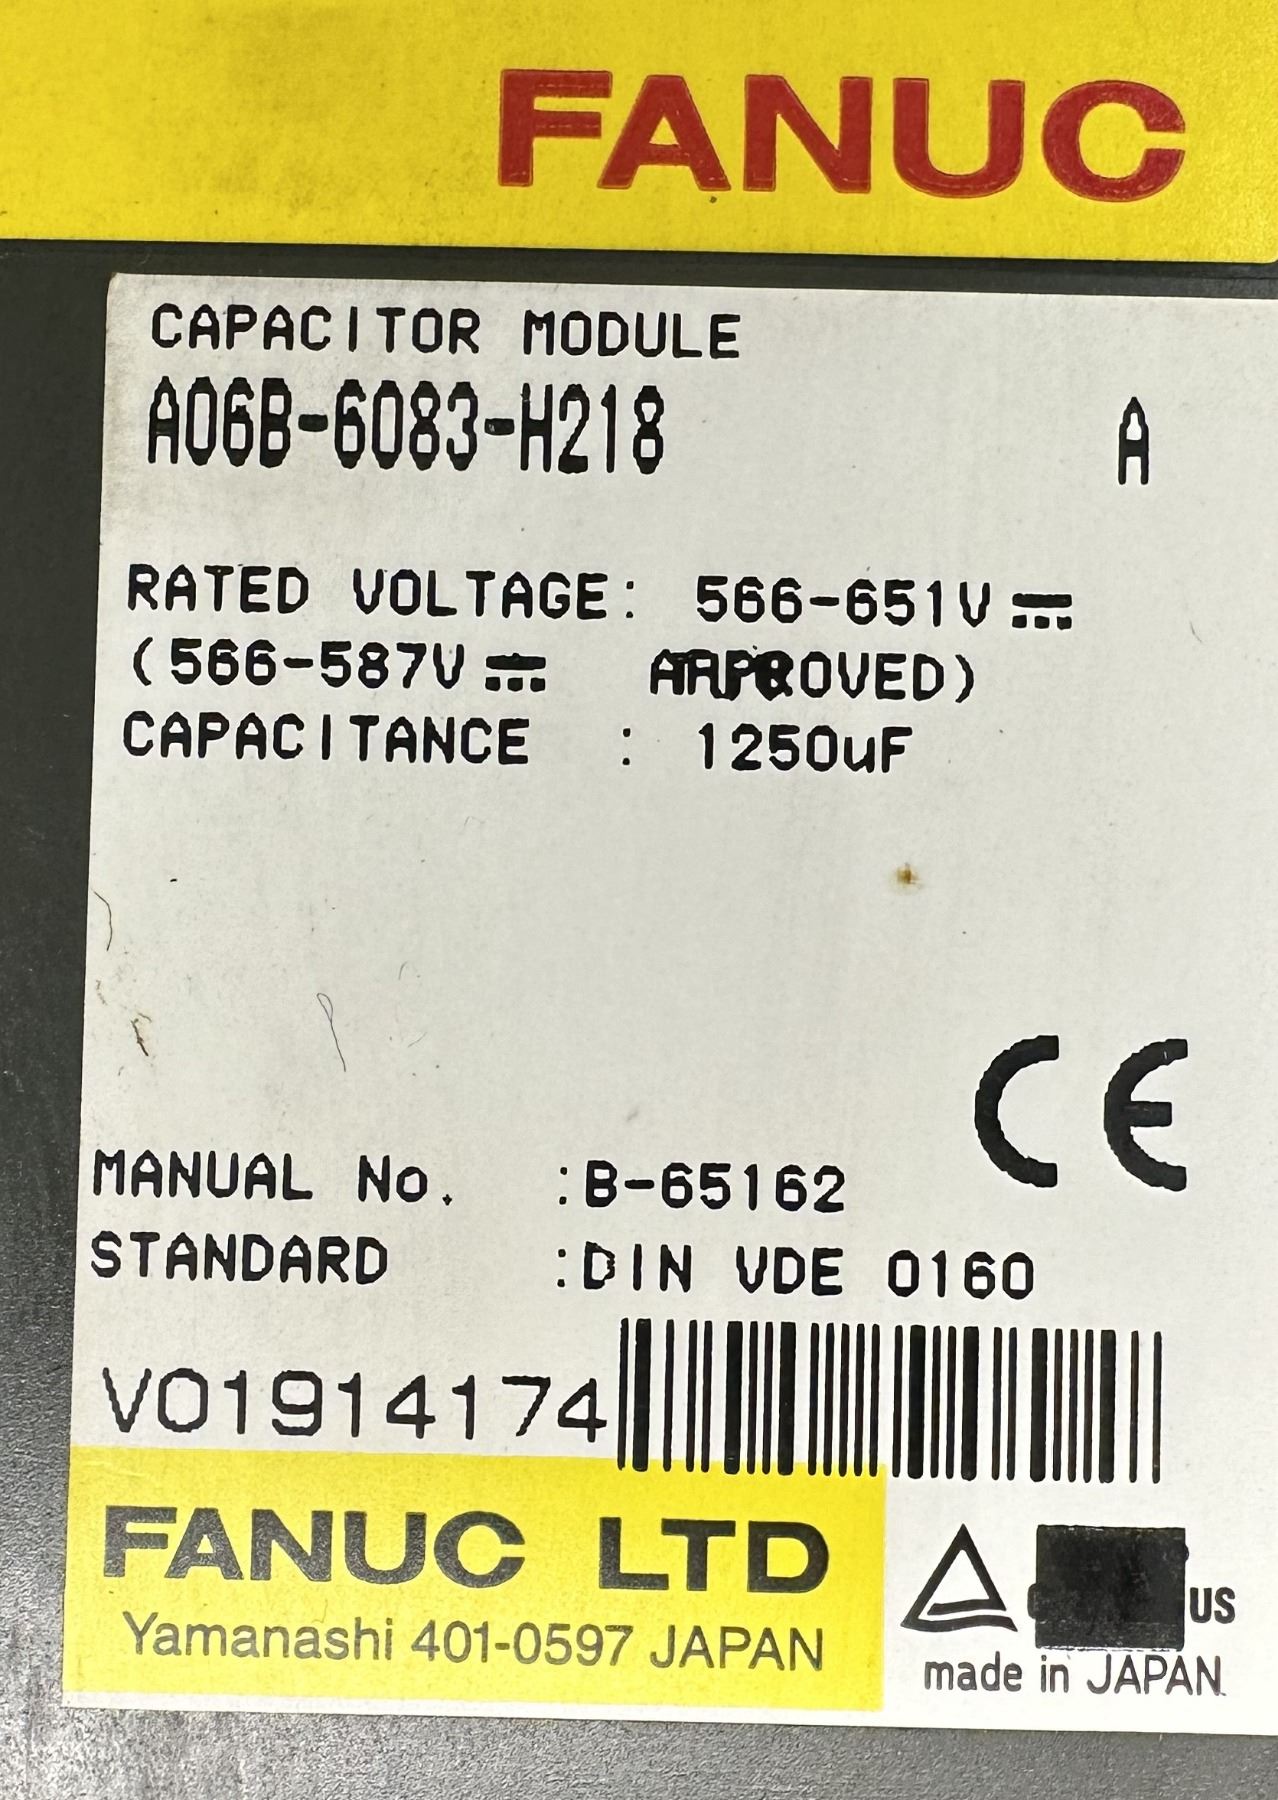 FANUC
CAPACITOR MODULE
A06B-6083-H218 A
RATED VOLTAGE: 566-651V
(566-587V )
CAPACITANCE : 1250uF
CE
MANUAL No. :B-65162
STANDARD :DIN VDE 0160
V01914174
FANUC LTD
Yamanashi 401-0597 JAPAN
US
made in JAPAN